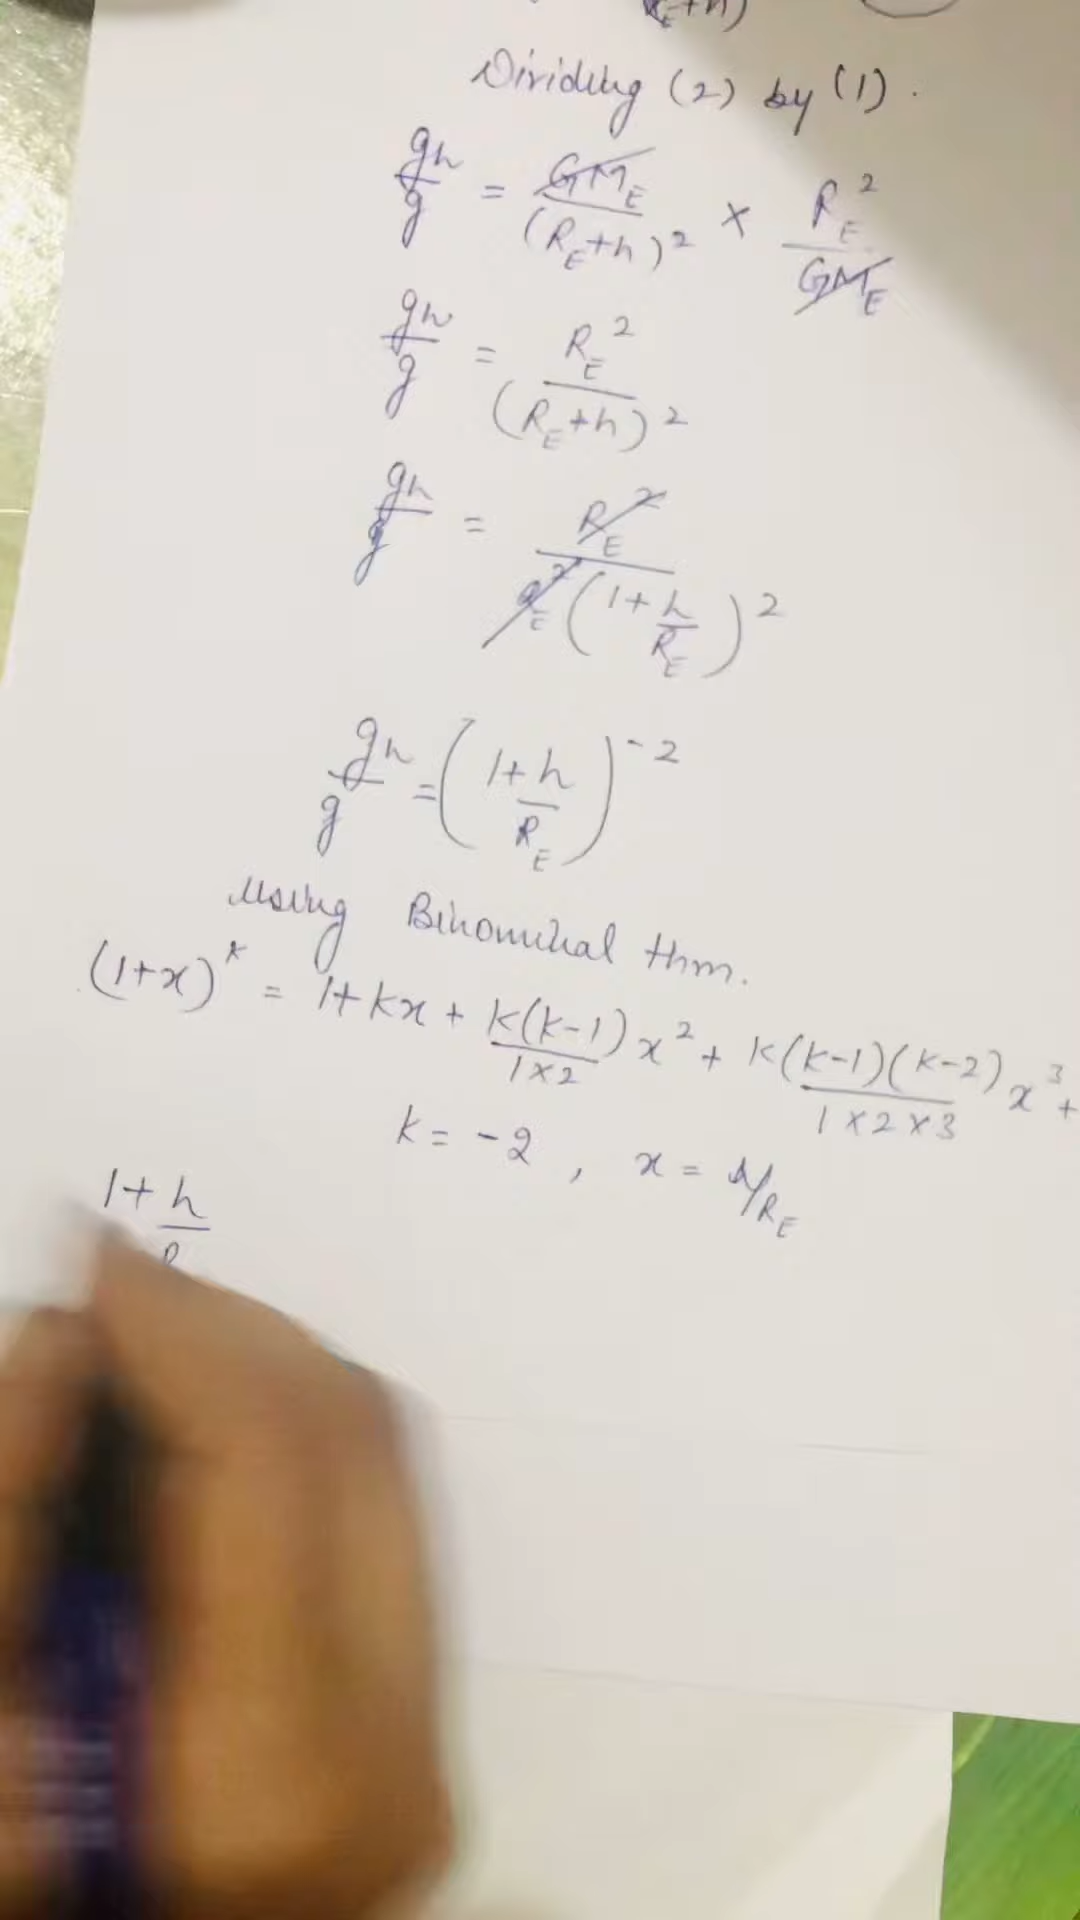 (RE+h)
Dividing (2) by (1).
gh/g = GME/(RE+h)² × RE²/GME
gh/g = RE²/(RE+h)²
gh/g = RE²/RE²(1+h/RE)²
gh/g = (1+h/RE)⁻²
Using Binomial thm.
(1+x)ᵏ = 1+kx + k(k-1)/1×2 x² + k(k-1)(k-2)/1×2×3 x³ +
k = -2, x = h/RE
1+h/R